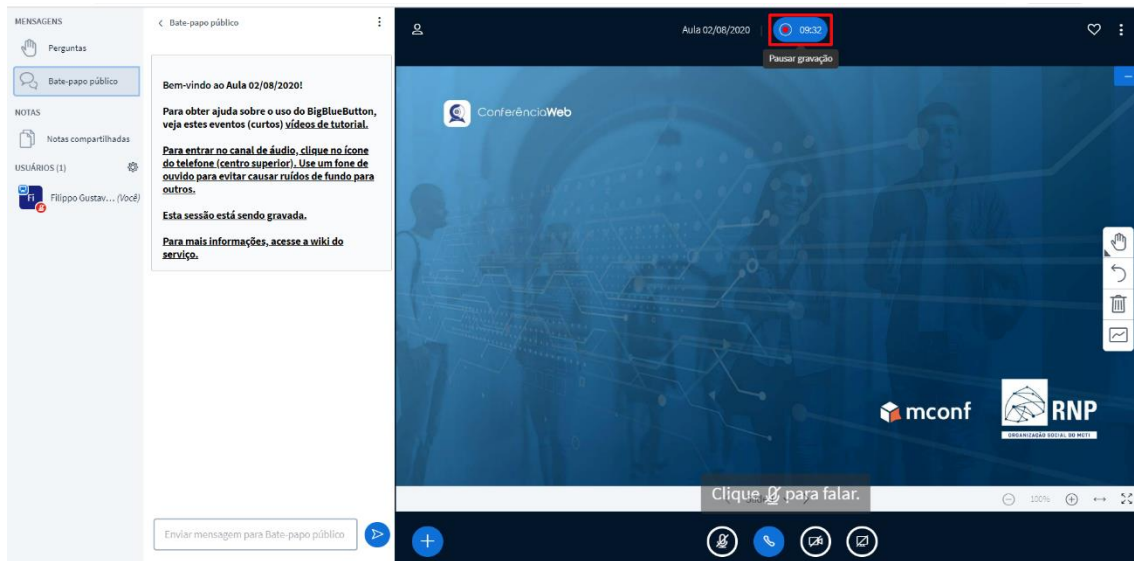 MENSAGENS
Perguntas
Bate-papo público
NOTAS
Notas compartilhadas
USUÁRIOS (1)
Fi
Filippo Gustav... (Você)
Bate-papo público
Bem-vindo ao Aula 02/08/2020!
Para obter ajuda sobre o uso do BigBlueButton,
veja estes eventos (curtos) vídeos de tutorial.
Para entrar no canal de áudio, clique no ícone
do telefone (centro superior). Use um fone de
ouvido para evitar causar ruídos de fundo para
outros.
Esta sessão está sendo gravada.
Para mais informações, acesse a wiki do
serviço.
Enviar mensagem para Bate-papo público
Aula 02/08/2020
09:32
Pausar gravação
ConferênciaWeb
mconf
RNP
ORGANIZAÇÃO SOCIAL DO MCTI
Clique para falar.
100%